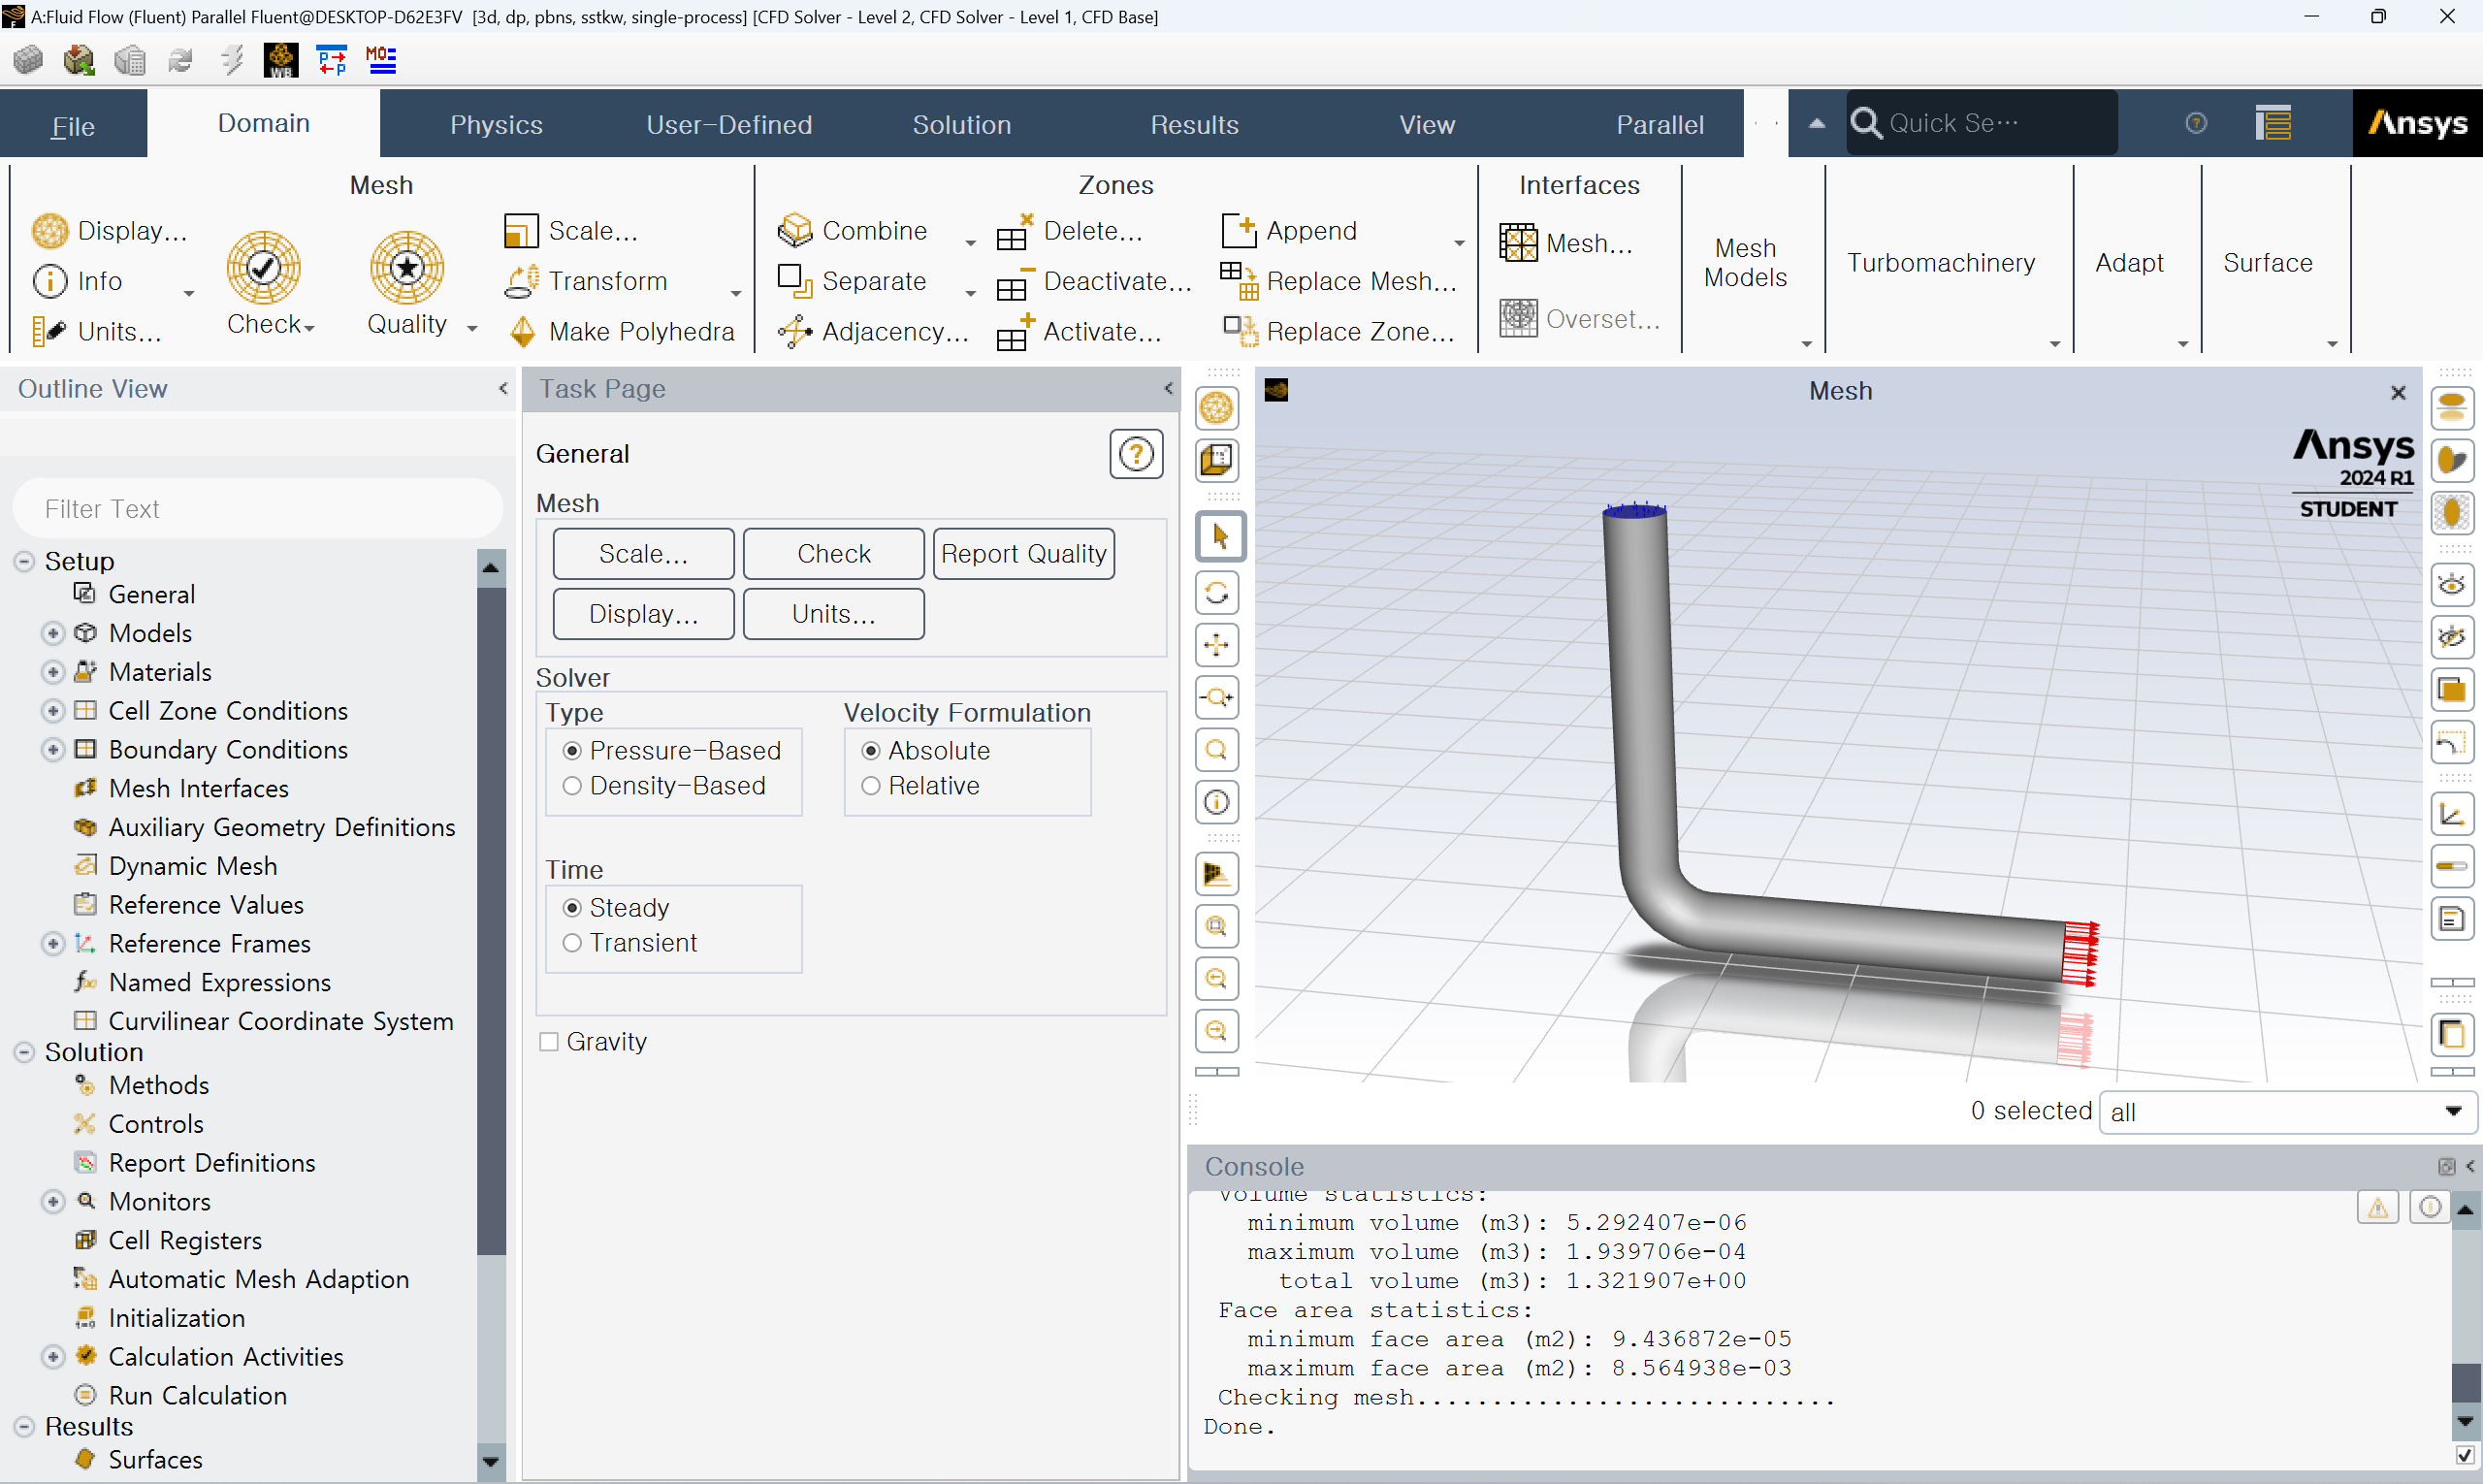 A:Fluid Flow (Fluent) Parallel Fluent@DESKTOP-D62E3FV [3d, dp, pbns, sstkw, single-process] [CFD Solver - Level 2, CFD Solver - Level 1, CFD Base]
WB
P
P
MO
File
Domain
Physics
User-Defined
Solution
Results
View
Parallel
Quick Se...
Ansys
Mesh
Display...
Info
Units...
Check
Quality
Scale...
Transform
Make Polyhedra
Zones
Combine
Separate
Adjacency...
Delete...
Deactivate...
Activate...
Append
Replace Mesh...
Replace Zone...
Interfaces
Mesh...
Overset...
Mesh
Models
Turbomachinery
Adapt
Surface
Outline View
Filter Text
Setup
General
Models
Materials
Cell Zone Conditions
Boundary Conditions
Mesh Interfaces
Auxiliary Geometry Definitions
Dynamic Mesh
Reference Values
Reference Frames
Named Expressions
Curvilinear Coordinate System
Solution
Methods
Controls
Report Definitions
Monitors
Cell Registers
Automatic Mesh Adaption
Initialization
Calculation Activities
Run Calculation
Results
Surfaces
Task Page
General
Mesh
Scale...
Check
Report Quality
Display...
Units...
Solver
Type
Pressure-Based
Density-Based
Velocity Formulation
Absolute
Relative
Time
Steady
Transient
Gravity
Mesh
Ansys
2024 R1
STUDENT
0 selected
all
Console
Volume statistics:
minimum volume (m3): 5.292407e-06
maximum volume (m3): 1.939706e-04
total volume (m3): 1.321907e+00
Face area statistics:
minimum face area (m2): 9.436872e-05
maximum face area (m2): 8.564938e-03
Checking mesh............................
Done.